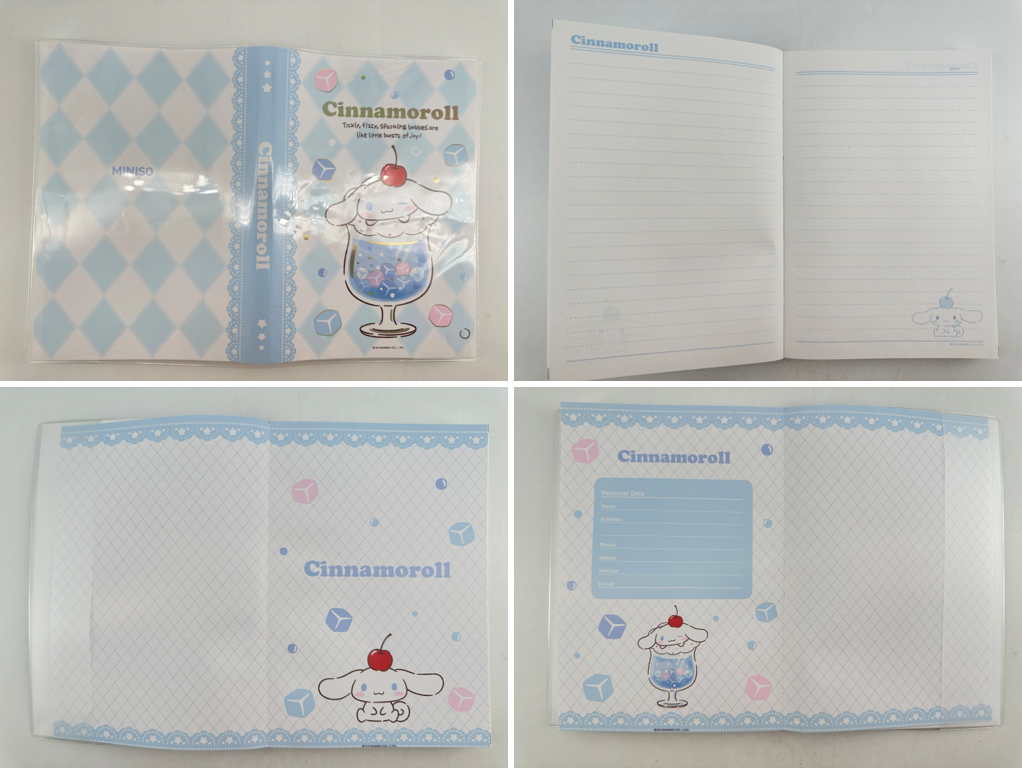 MINISO
Cinnamoroll
Cinnamoroll
Tickly, fizzy, sparkling bubbles are
like little bursts of joy!
Cinnamoroll
Cinnamoroll
Cinnamoroll
Personal Data
Name
Address
Phone
Mobile
E-mail